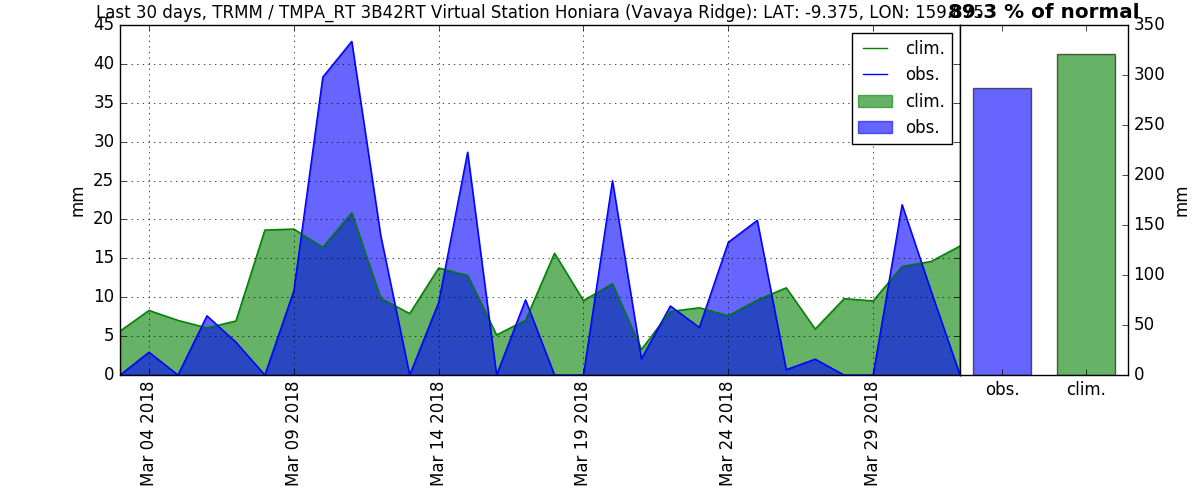 Last 30 days, TRMM / TMPA_RT 3B42RT Virtual Station Honiara (Vavaya Ridge): LAT: -9.375, LON:
89.3 % of normal
45
40
35
30
25
20
15
10
5
0
mm
clim.
obs.
clim.
obs.
Mar 04 2018
Mar 09 2018
Mar 14 2018
Mar 19 2018
Mar 24 2018
Mar 29 2018
350
300
250
200
150
100
50
0
mm
obs.
clim.